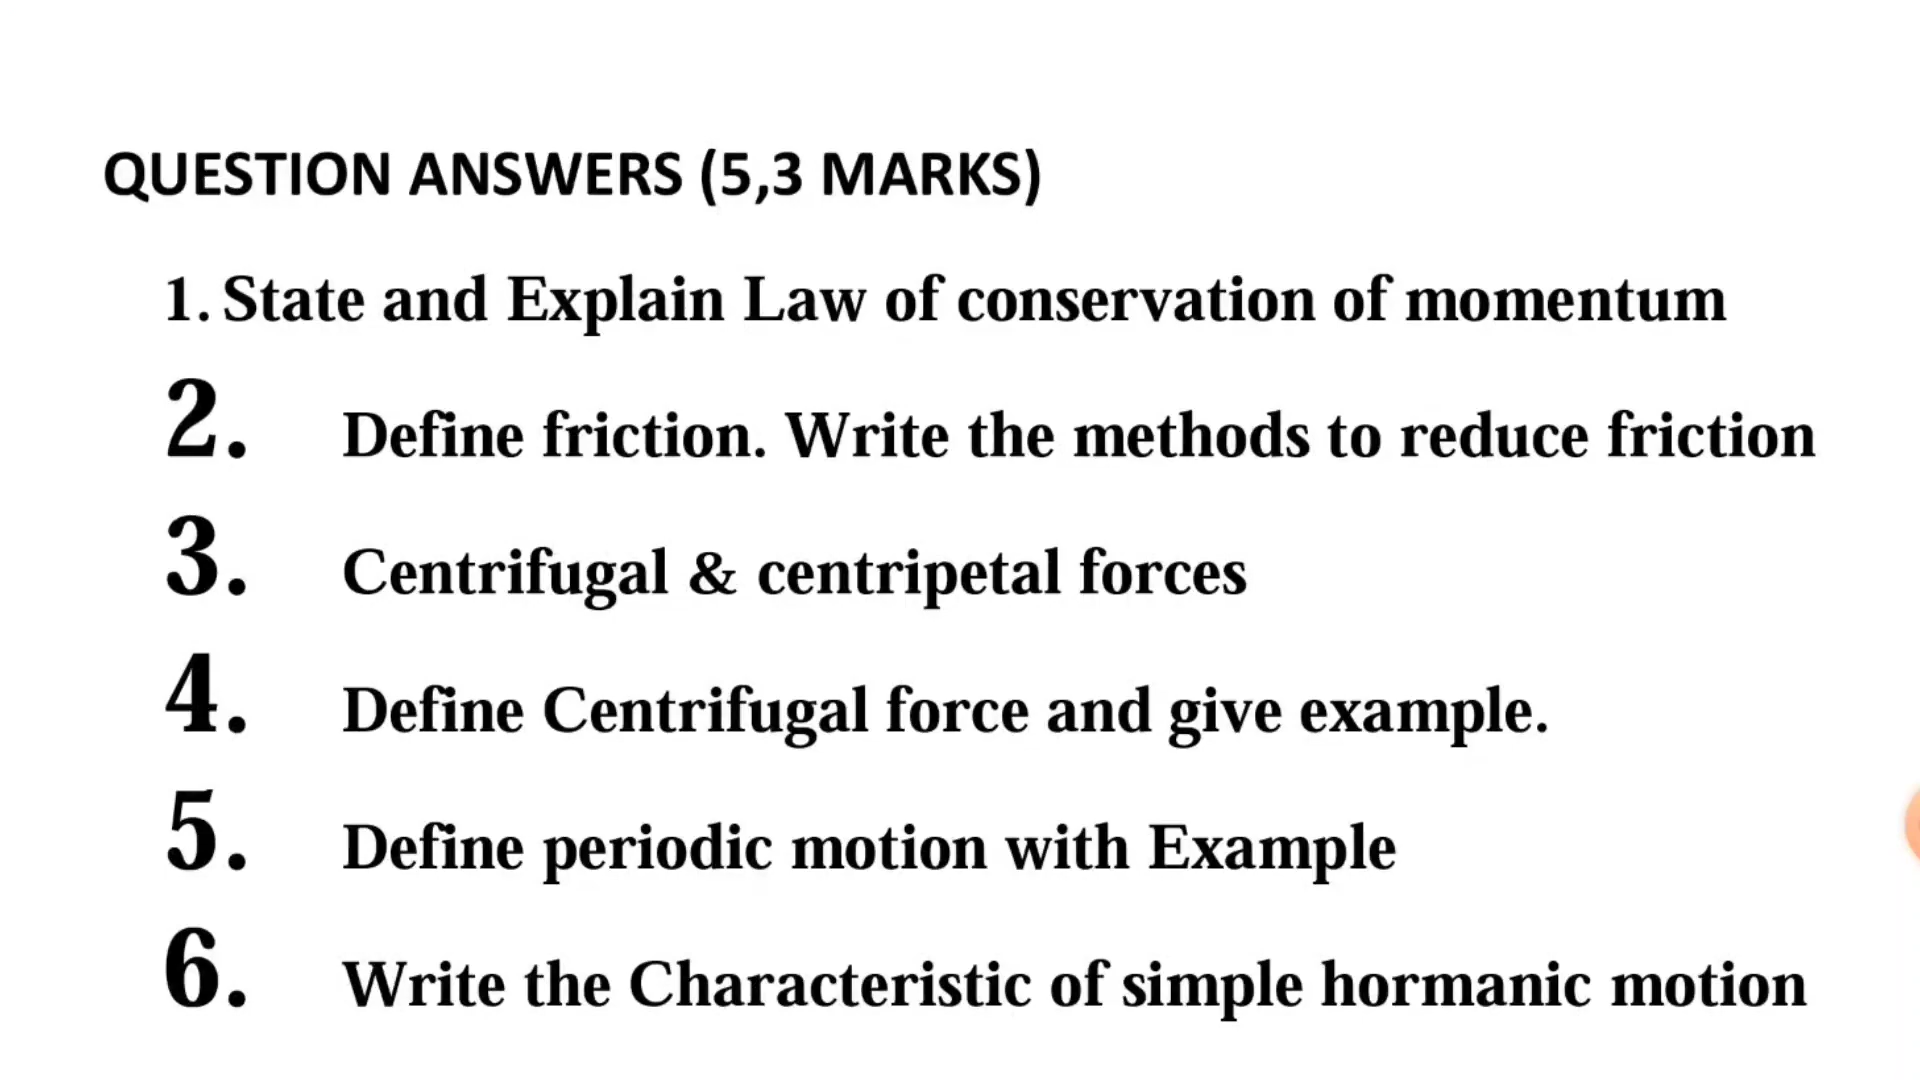 QUESTION ANSWERS (5,3 MARKS)
1. State and Explain Law of conservation of momentum
2. Define friction. Write the methods to reduce friction
3. Centrifugal & centripetal forces
4. Define Centrifugal force and give example.
5. Define periodic motion with Example
6. Write the Characteristic of simple hormanic motion